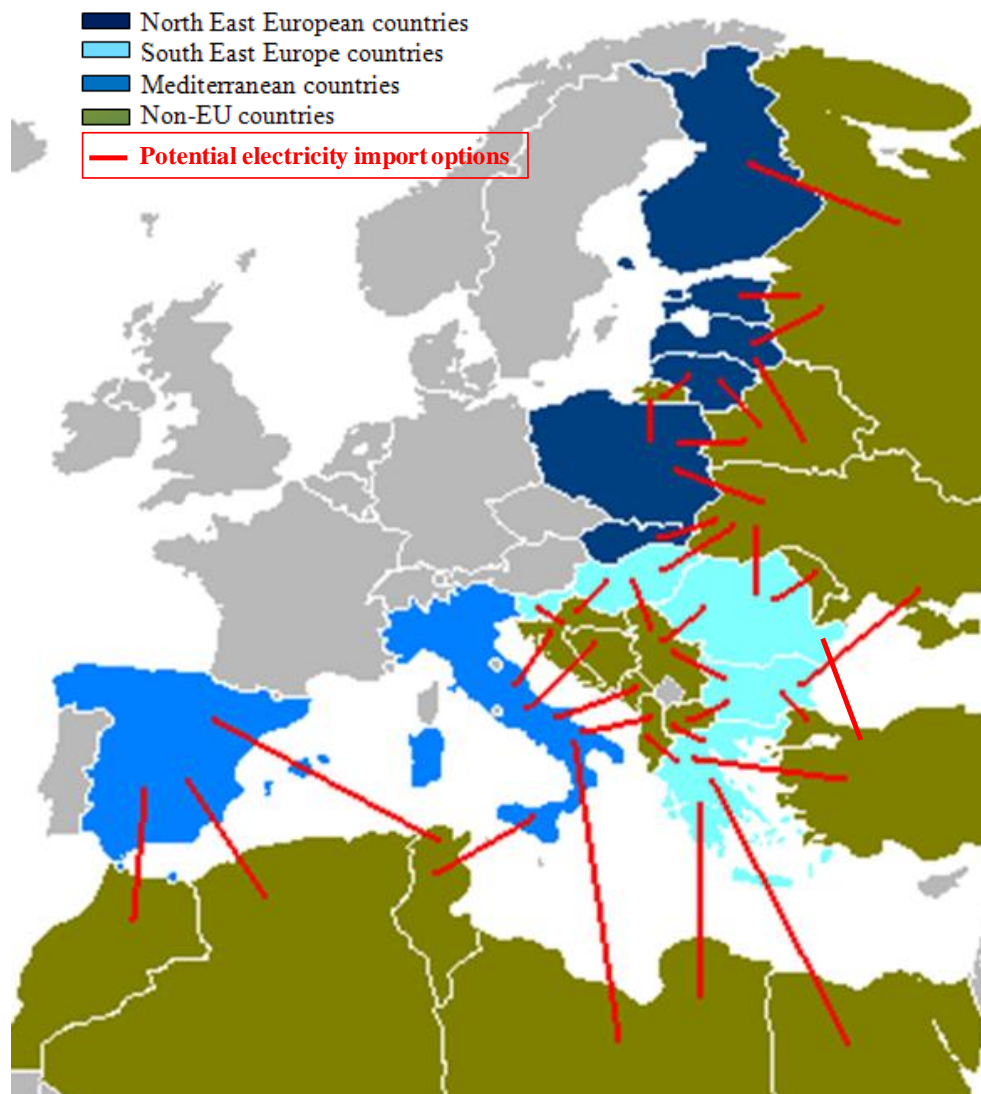 North East European countries
South East Europe countries
Mediterranean countries
Non-EU countries
Potential electricity import options